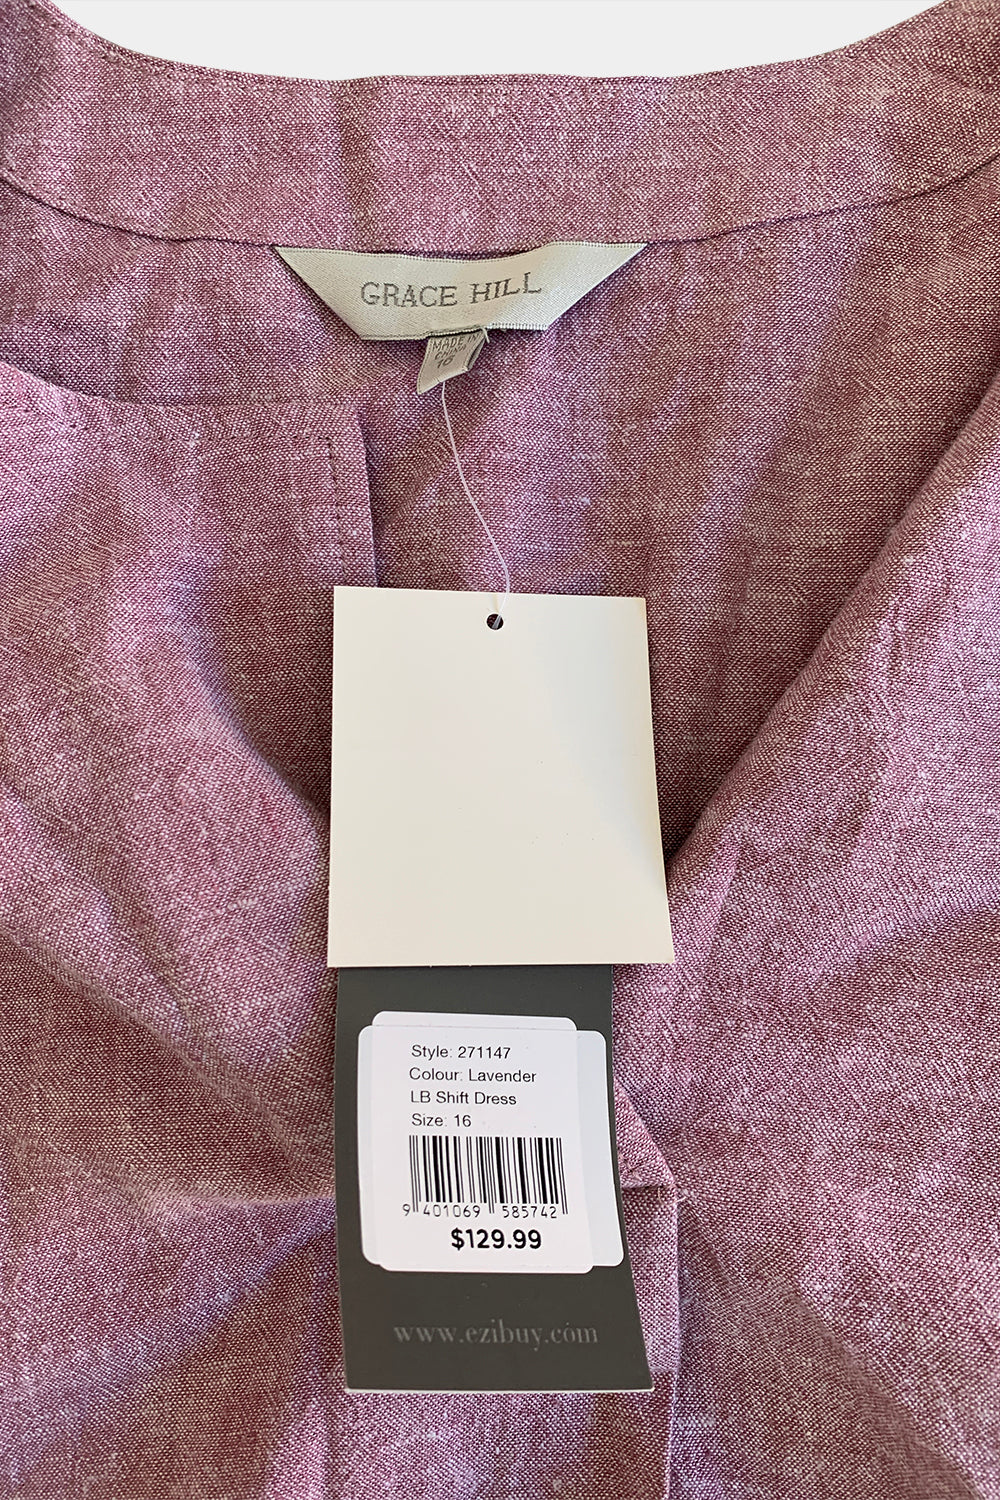 GRACE HILL
MADE IN
CHINA
16
Style: 271147
Colour: Lavender
LB Shift Dress
Size: 16
9 401069 585742
$129.99
www.ezibuy.com